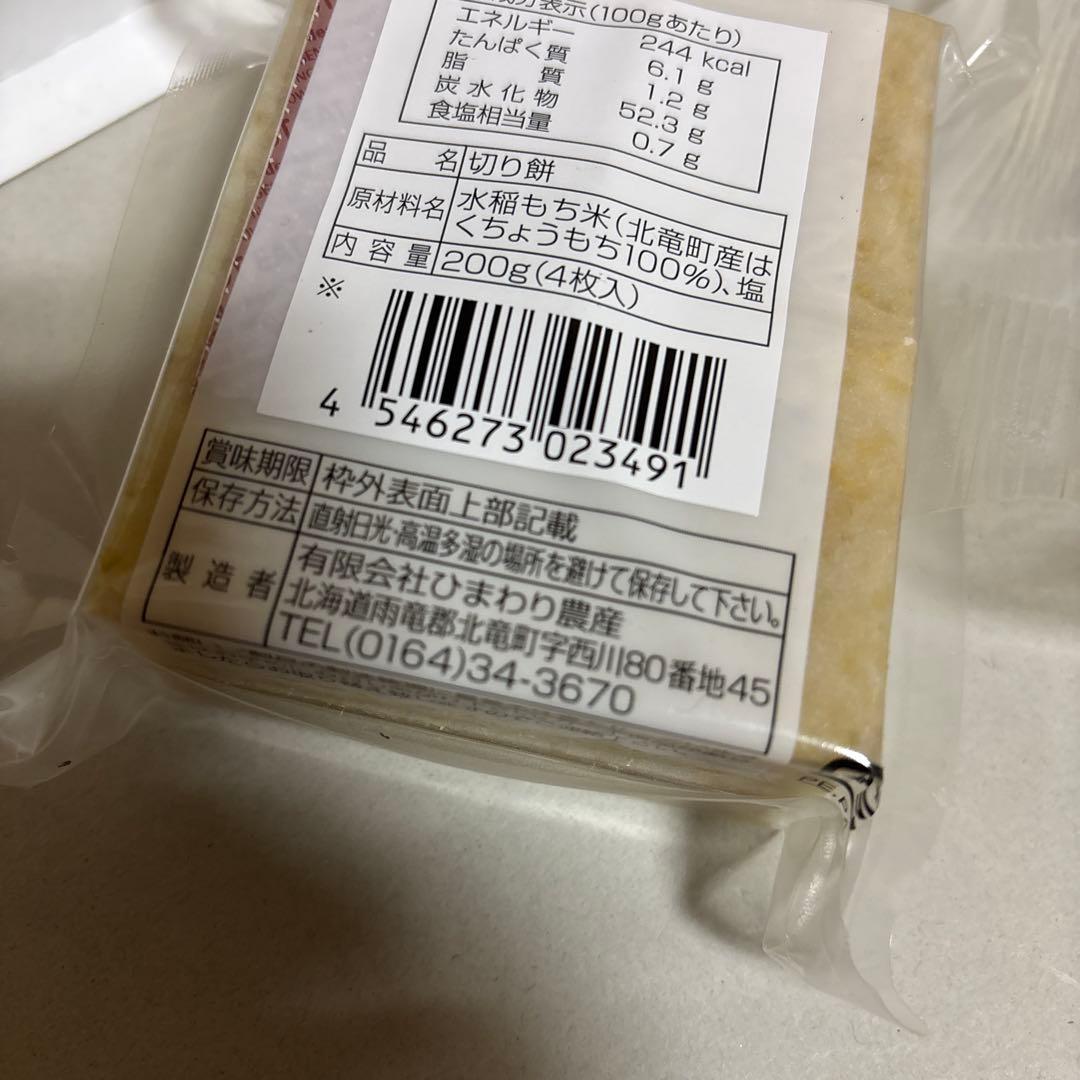 表示(100gあたり)
エネルギー 244 kcal
たんぱく質 6.1 g
脂質 1.2 g
炭水化物 52.3 g
食塩相当量 0.7 g
品名 切り餅
原材料名 水稲もち米(北竜町産は
くちょうもち100%)、塩
内容量 200g(4枚入)
※
4 546273 023491
賞味期限 枠外表面上部記載
保存方法 直射日光・高温多湿の場所を避けて保存して下さい。
製造者 有限会社ひまわり農産
北海道雨竜郡北竜町字西川80番地45
TEL(0164)34-3670